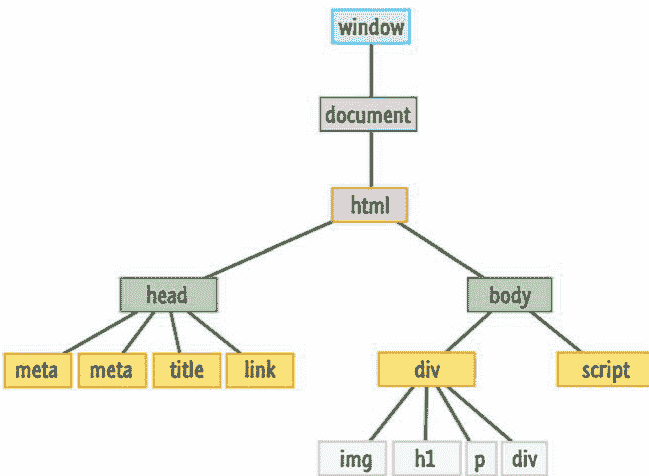 window
document
html
head body
meta meta title link div script
img h1 p div